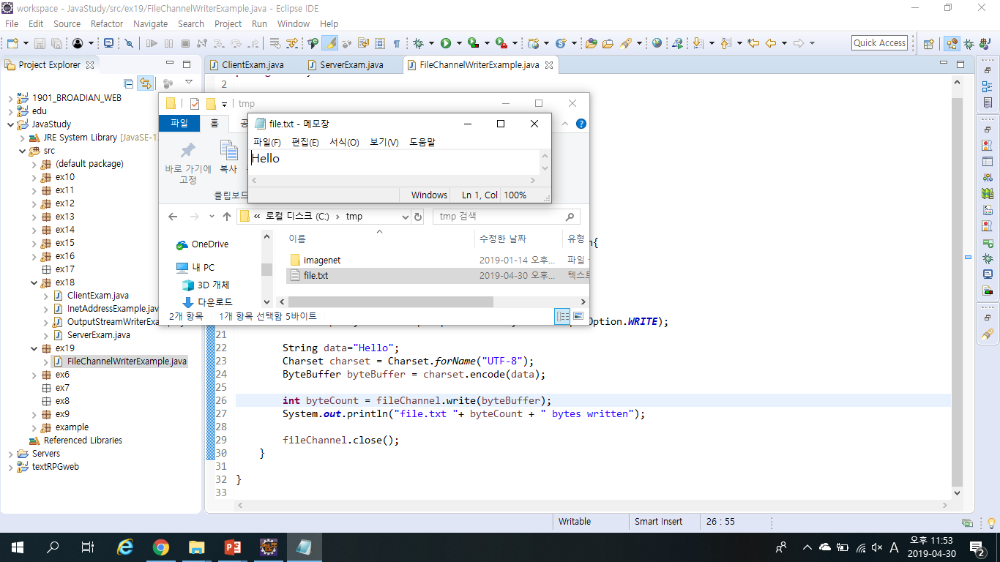 workspace - JavaStudy/src/ex19/FileChannelWriterExample.java - Eclipse IDE
File Edit Source Refactor Navigate Search Project Run Window Help
Quick Access
Project Explorer
ClientExam.java
ServerExam.java
FileChannelWriterExample.java
1901_BROADIAN_WEB
edu
JavaStudy
JRE System Library [JavaSE-1
src
(default package)
ex10
ex11
ex12
ex13
ex14
ex15
ex16
ex17
ex18
ClientExam.java
InetAddressExample.jav
OutputStreamWriterExa
ServerExam.java
ex19
FileChannelWriterExample.java
ex6
ex7
ex8
ex9
example
Referenced Libraries
Servers
textRPGweb
tmp
파일 홈 공
바로 가기에
고정
복사
클립보드
file.txt - 메모장
파일(F) 편집(E) 서식(O) 보기(V) 도움말
Hello
Windows Ln 1, Col 100%
« 로컬 디스크 (C:) › tmp
tmp 검색
OneDrive
내 PC
3D 개체
다운로드
이름 수정한 날짜 유형
imagenet 2019-01-14 오후... 파일
file.txt 2019-04-30 오후... 텍스트
2개 항목 1개 항목 선택함 5바이트
2
{
Option.WRITE);
21
22 String data="Hello";
23 Charset charset = Charset.forName("UTF-8");
24 ByteBuffer byteBuffer = charset.encode(data);
25
26 int byteCount = fileChannel.write(byteBuffer);
27 System.out.println("file.txt "+ byteCount + " bytes written");
28
29 fileChannel.close();
30 }
31
32 }
33
Writable Smart Insert 26 : 55
A
오후 11:53
2019-04-30
2